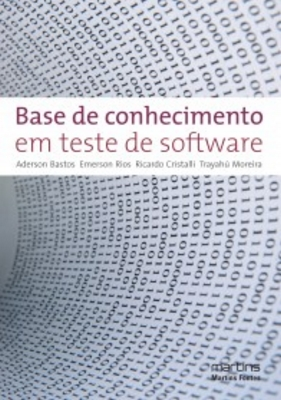 Base de conhecimento
em teste de software
Aderson Bastos Emerson Rios Ricardo Cristalli Trayahú Moreira
martins
Martins Fontes